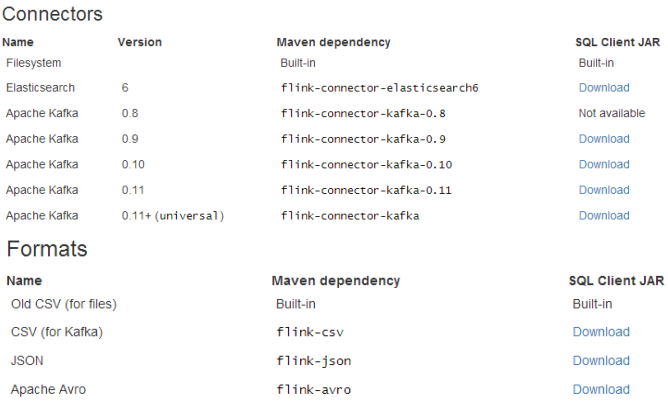 Connectors
Name Version Maven dependency SQL Client JAR
Filesystem Built-in Built-in
Elasticsearch 6 flink-connector-elasticsearch6 Download
Apache Kafka 0.8 flink-connector-kafka-0.8 Not available
Apache Kafka 0.9 flink-connector-kafka-0.9 Download
Apache Kafka 0.10 flink-connector-kafka-0.10 Download
Apache Kafka 0.11 flink-connector-kafka-0.11 Download
Apache Kafka 0.11+ (universal) flink-connector-kafka Download
Formats
Name Maven dependency SQL Client JAR
Old CSV (for files) Built-in Built-in
CSV (for Kafka) flink-csv Download
JSON flink-json Download
Apache Avro flink-avro Download